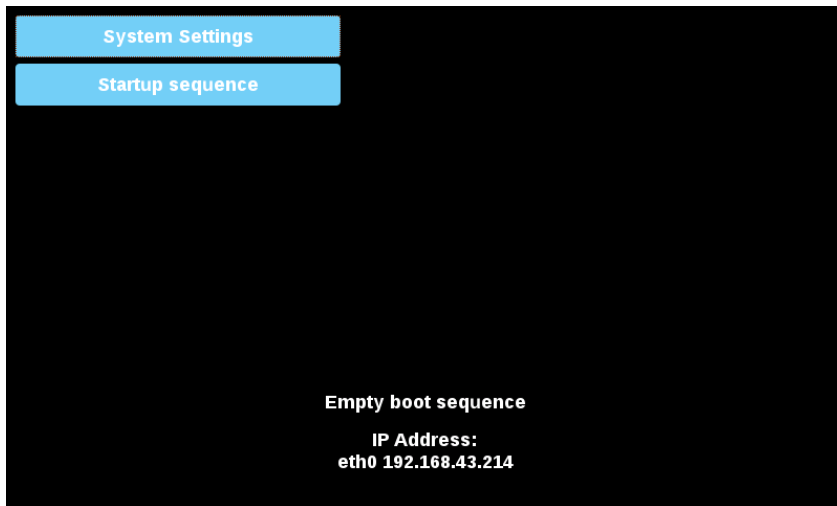 System Settings
Startup sequence
Empty boot sequence
IP Address:
eth0 192.168.43.214